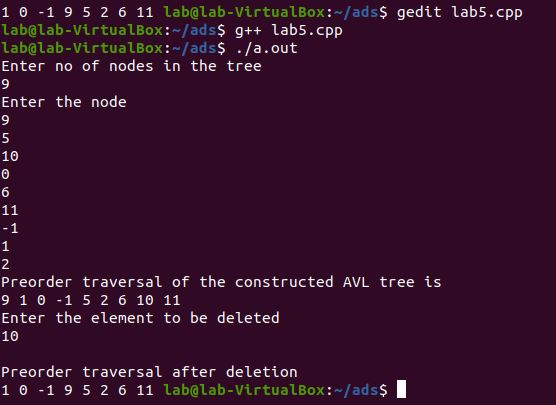 1 0 -1 9 5 2 6 11 lab@lab-VirtualBox:~/ads$ gedit lab5.cpp
lab@lab-VirtualBox:~/ads$ g++ lab5.cpp
lab@lab-VirtualBox:~/ads$ ./a.out
Enter no of nodes in the tree
9
Enter the node
9
5
10
0
6
11
-1
1
2
Preorder traversal of the constructed AVL tree is
9 1 0 -1 5 2 6 10 11
Enter the element to be deleted
10
Preorder traversal after deletion
1 0 -1 9 5 2 6 11 lab@lab-VirtualBox:~/ads$